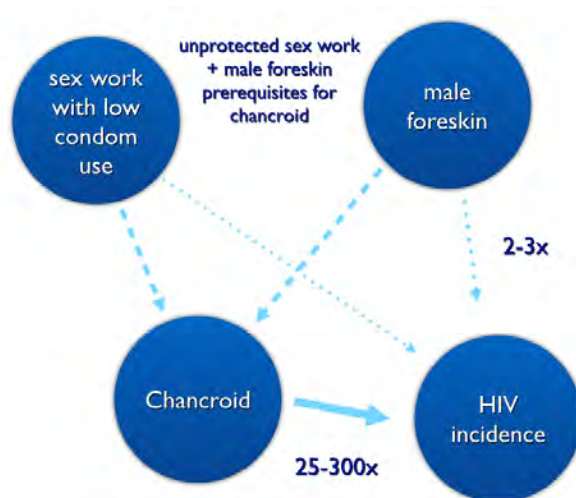 unprotected sex work
+ male foreskin
prerequisites for
chancroid
sex work
with low
condom
use
male
foreskin
2-3x
Chancroid
HIV
incidence
25-300x